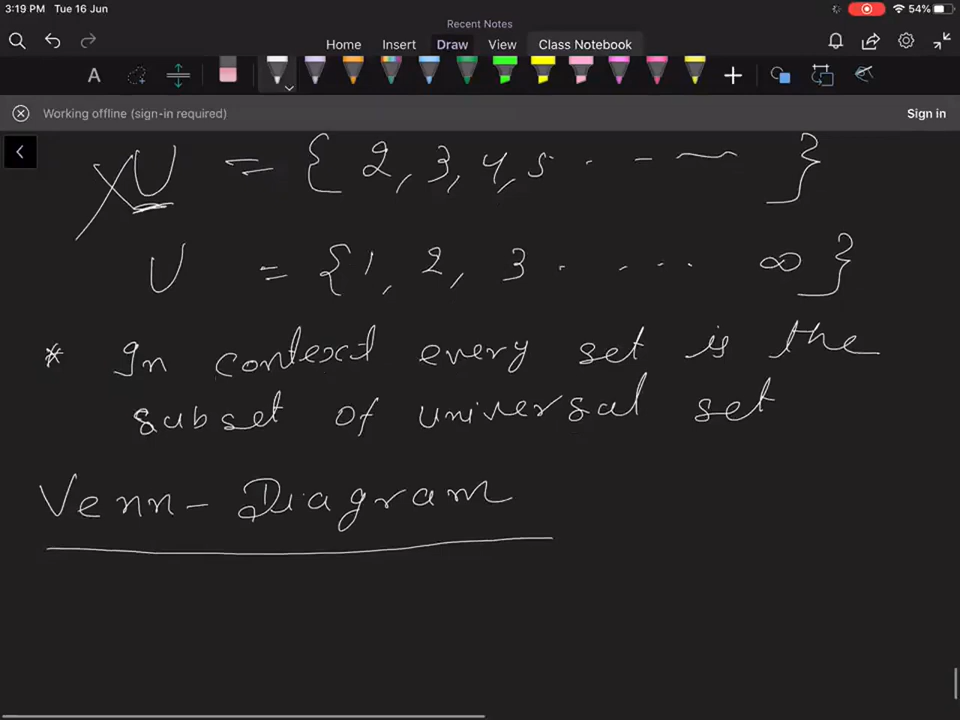 3:19 PM Tue 16 Jun
54%
Recent Notes
Home Insert Draw View Class Notebook
A
Working offline (sign-in required) Sign in
U = { 2, 3, 4, 5 . . - ~ }
U = { 1, 2, 3 . . . . . ∞ }
* In context every set is the
subset of universal set
Venn - Diagram